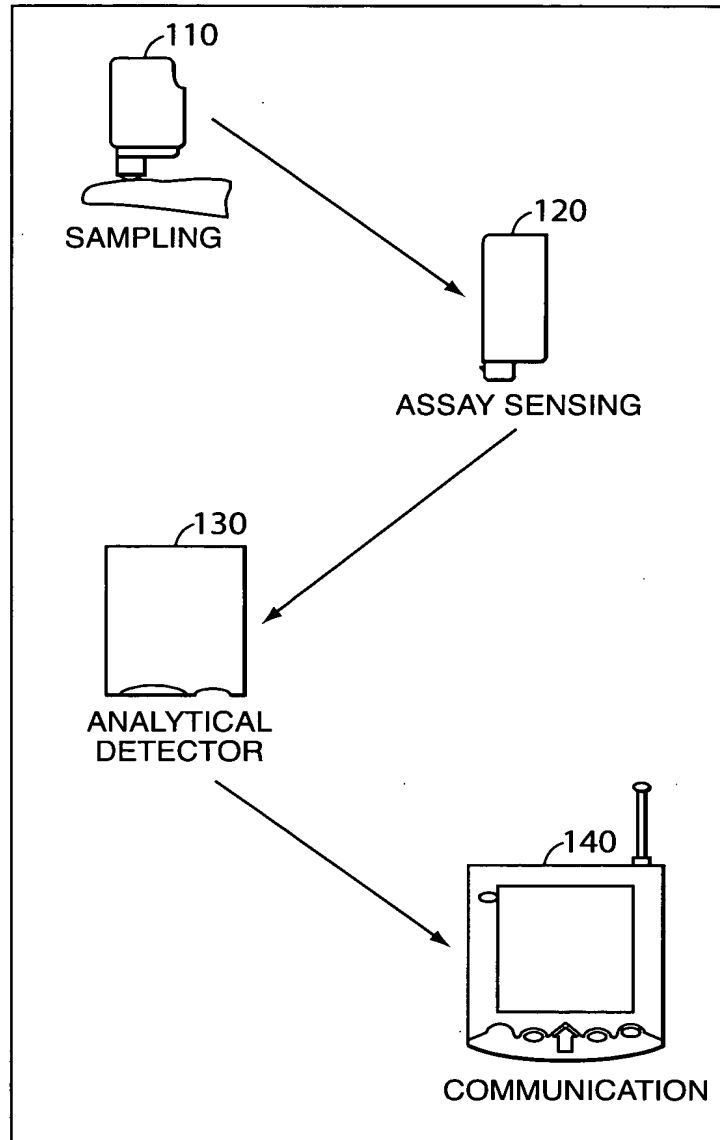 110
SAMPLING
120
ASSAY SENSING
130
ANALYTICAL
DETECTOR
140
COMMUNICATION